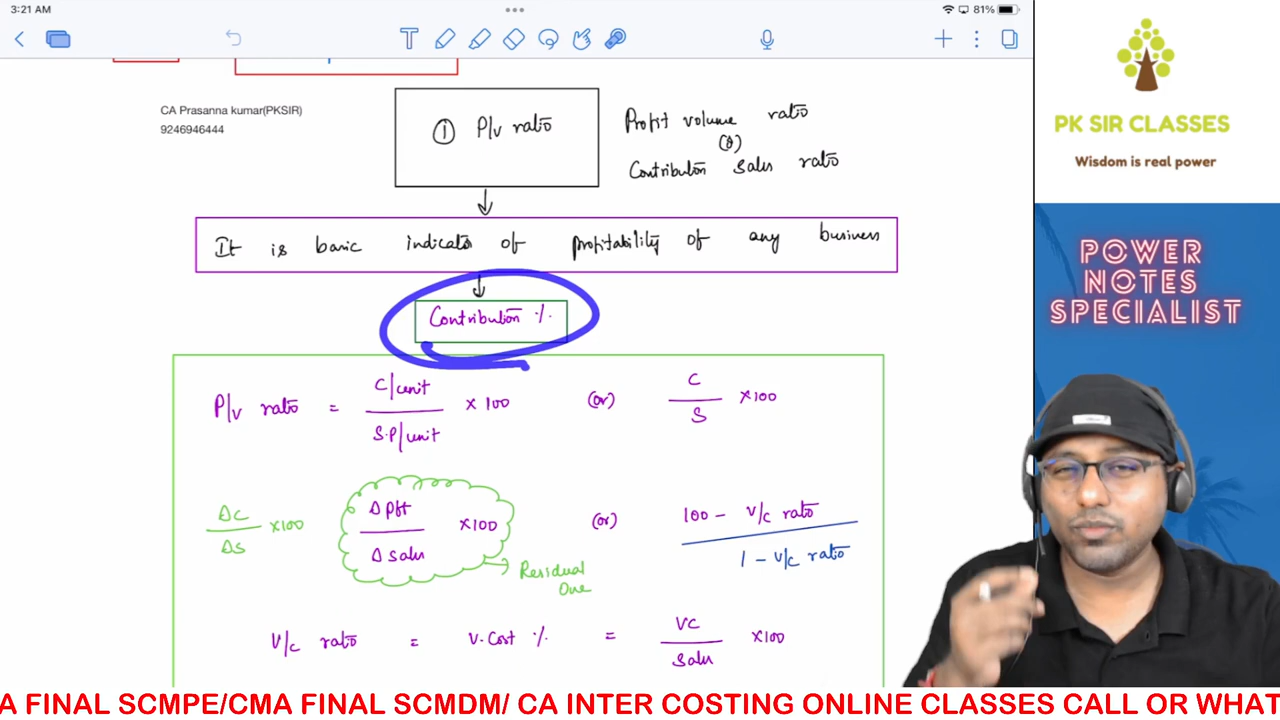 3:21 AM
81%
T
CA Prasanna kumar(PKSIR)
9246946444
① P/v ratio
Profit volume ratio
(or)
Contribution Sales ratio
It is basic indicator of profitability of any business
Contribution %
P/v ratio = C/unit / S.P/unit × 100 (or) C / S × 100
ΔC / ΔS × 100
Δ Pft / Δ Sales × 100 (or) 100 – V/c ratio
1 – V/c ratio
Residual One
V/c ratio = V.Cost % = VC / Sales × 100
PK SIR CLASSES
Wisdom is real power
POWER
NOTES
SPECIALIST
A FINAL SCMPE/CMA FINAL SCMDM/ CA INTER COSTING ONLINE CLASSES CALL OR WHAT